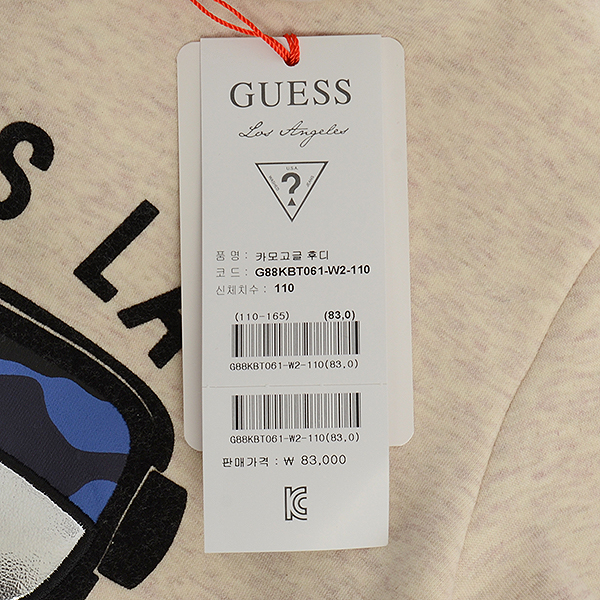 GUESS
Los Angeles
U.S.A.
?
품 명 : 카모고글 후디
코 드 : G88KBT061-W2-110
신체치수 : 110
(110-165) (83,0)
G88KBT061-W2-110(83,0)
G88KBT061-W2-110(83,0)
판매가격 : ₩ 83,000
S LA